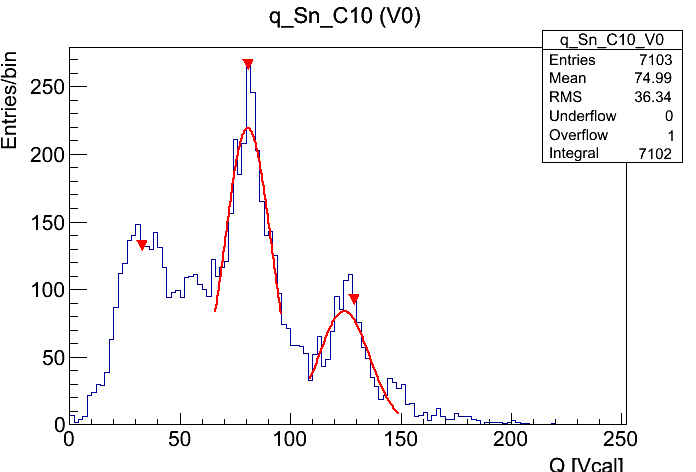 q_Sn_C10 (V0)
q_Sn_C10_V0
Entries 7103
Mean 74.99
RMS 36.34
Underflow 0
Overflow 1
Integral 7102
Entries/bin
250
200
150
100
50
0
0 50 100 150 200 250
Q [Vcal]